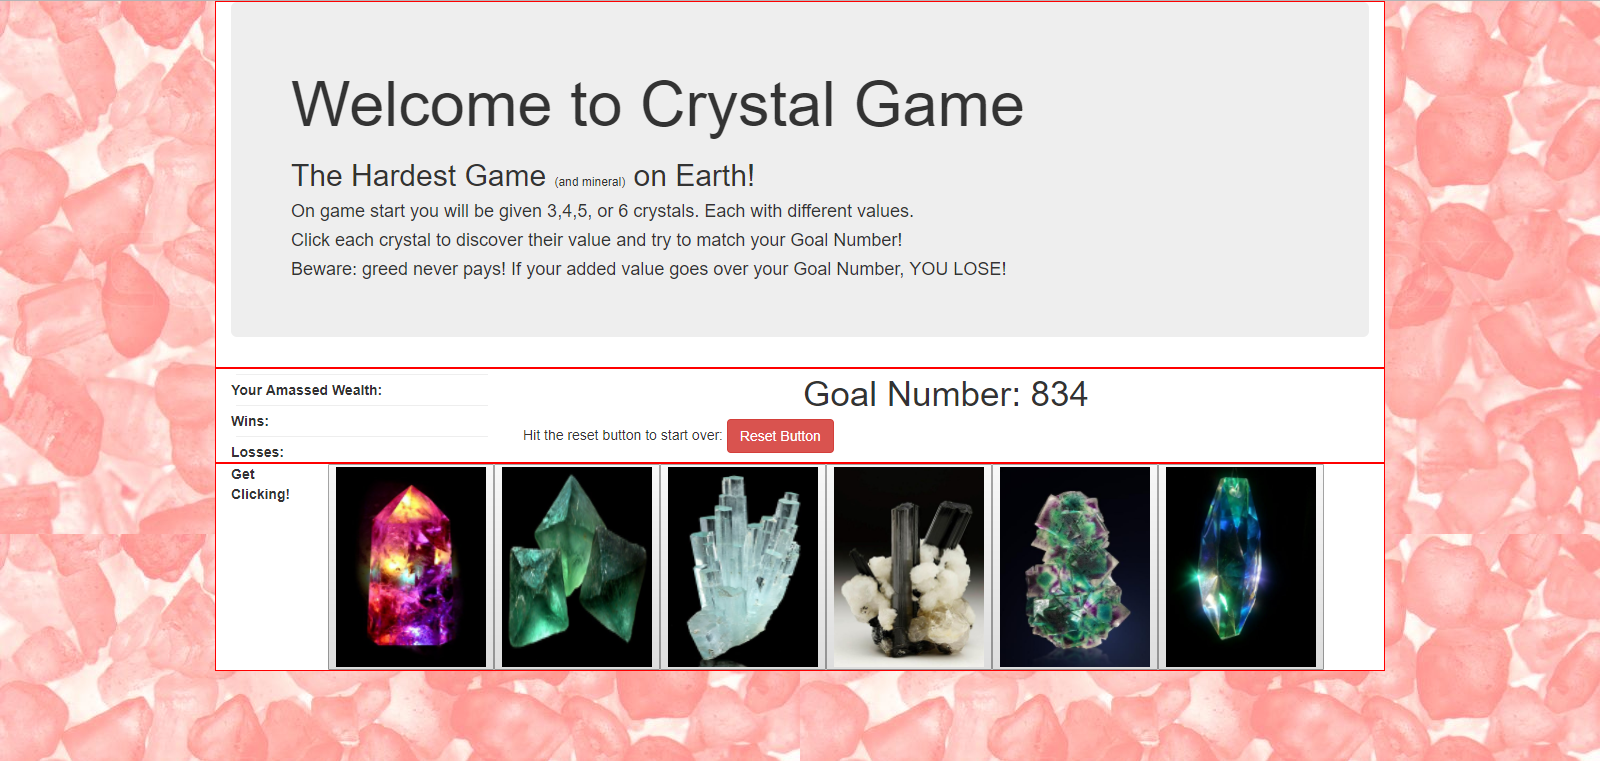 Welcome to Crystal Game
The Hardest Game (and mineral) on Earth!
On game start you will be given 3,4,5, or 6 crystals. Each with different values.
Click each crystal to discover their value and try to match your Goal Number!
Beware: greed never pays! If your added value goes over your Goal Number, YOU LOSE!
Your Amassed Wealth:
Wins:
Losses:
Goal Number: 834
Hit the reset button to start over: Reset Button
Get
Clicking!